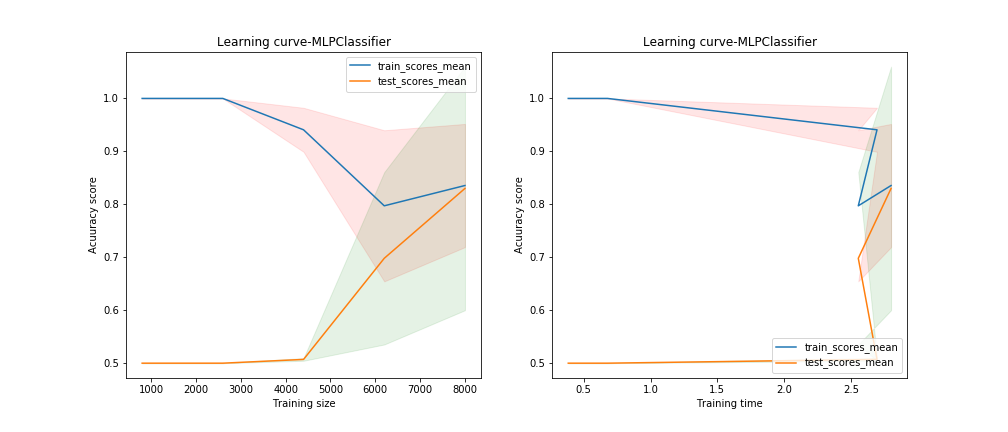 Learning curve-MLPClassifier
train_scores_mean
test_scores_mean
1.0
0.9
0.8
0.7
0.6
0.5
Acuuracy score
1000 2000 3000 4000 5000 6000 7000 8000
Training size
Learning curve-MLPClassifier
1.0
0.9
0.8
0.7
0.6
0.5
Acuuracy score
train_scores_mean
test_scores_mean
0.5 1.0 1.5 2.0 2.5
Training time